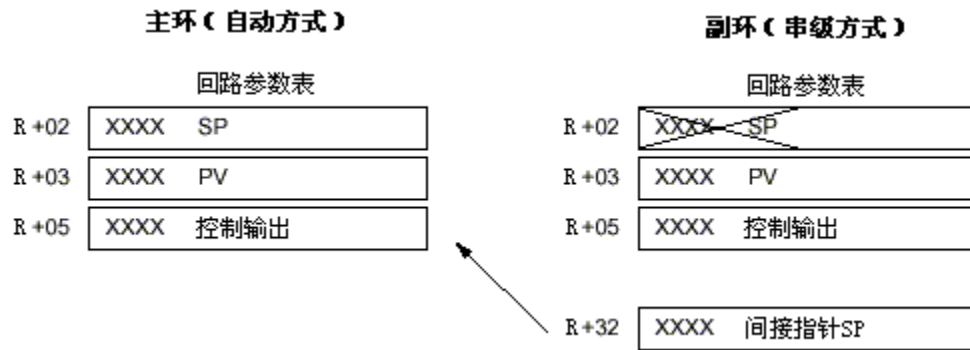 主环（自动方式）
回路参数表
R +02 XXXX SP
R +03 XXXX PV
R +05 XXXX 控制输出
副环（串级方式）
回路参数表
R +02 XXXX SP
R +03 XXXX PV
R +05 XXXX 控制输出
R +32 XXXX 间接指针SP